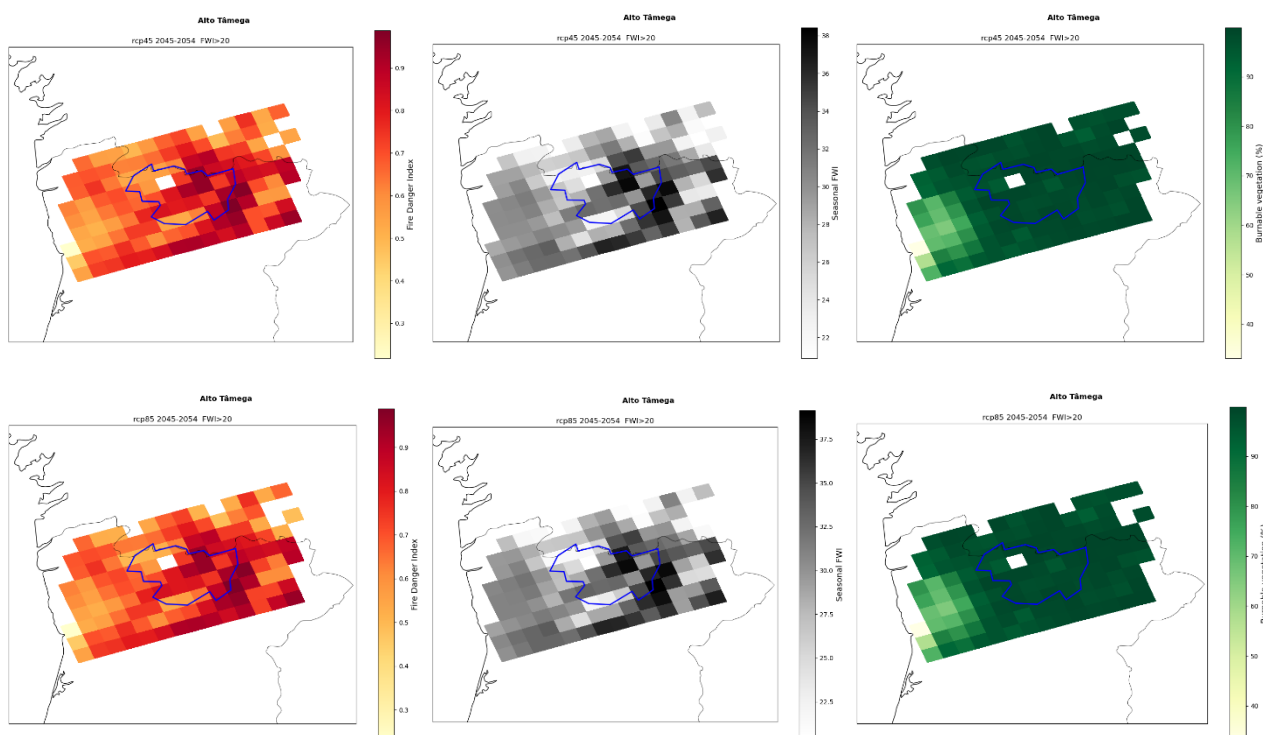 Alto Tâmega
rcp45 2045-2054 FWI>20
0.9
0.8
0.7
0.6
0.5
0.4
0.3
Fire Danger Index
Alto Tâmega
rcp45 2045-2054 FWI>20
38
36
34
32
30
28
26
24
22
Seasonal FWI
Alto Tâmega
rcp45 2045-2054 FWI>20
90
80
70
60
50
40
Burnable vegetation (%)
Alto Tâmega
rcp85 2045-2054 FWI>20
0.9
0.8
0.7
0.6
0.5
0.4
0.3
Fire Danger Index
Alto Tâmega
rcp85 2045-2054 FWI>20
37.5
35.0
32.5
30.0
27.5
25.0
22.5
Seasonal FWI
Alto Tâmega
rcp85 2045-2054 FWI>20
90
80
70
60
50
40
Burnable vegetation (%)